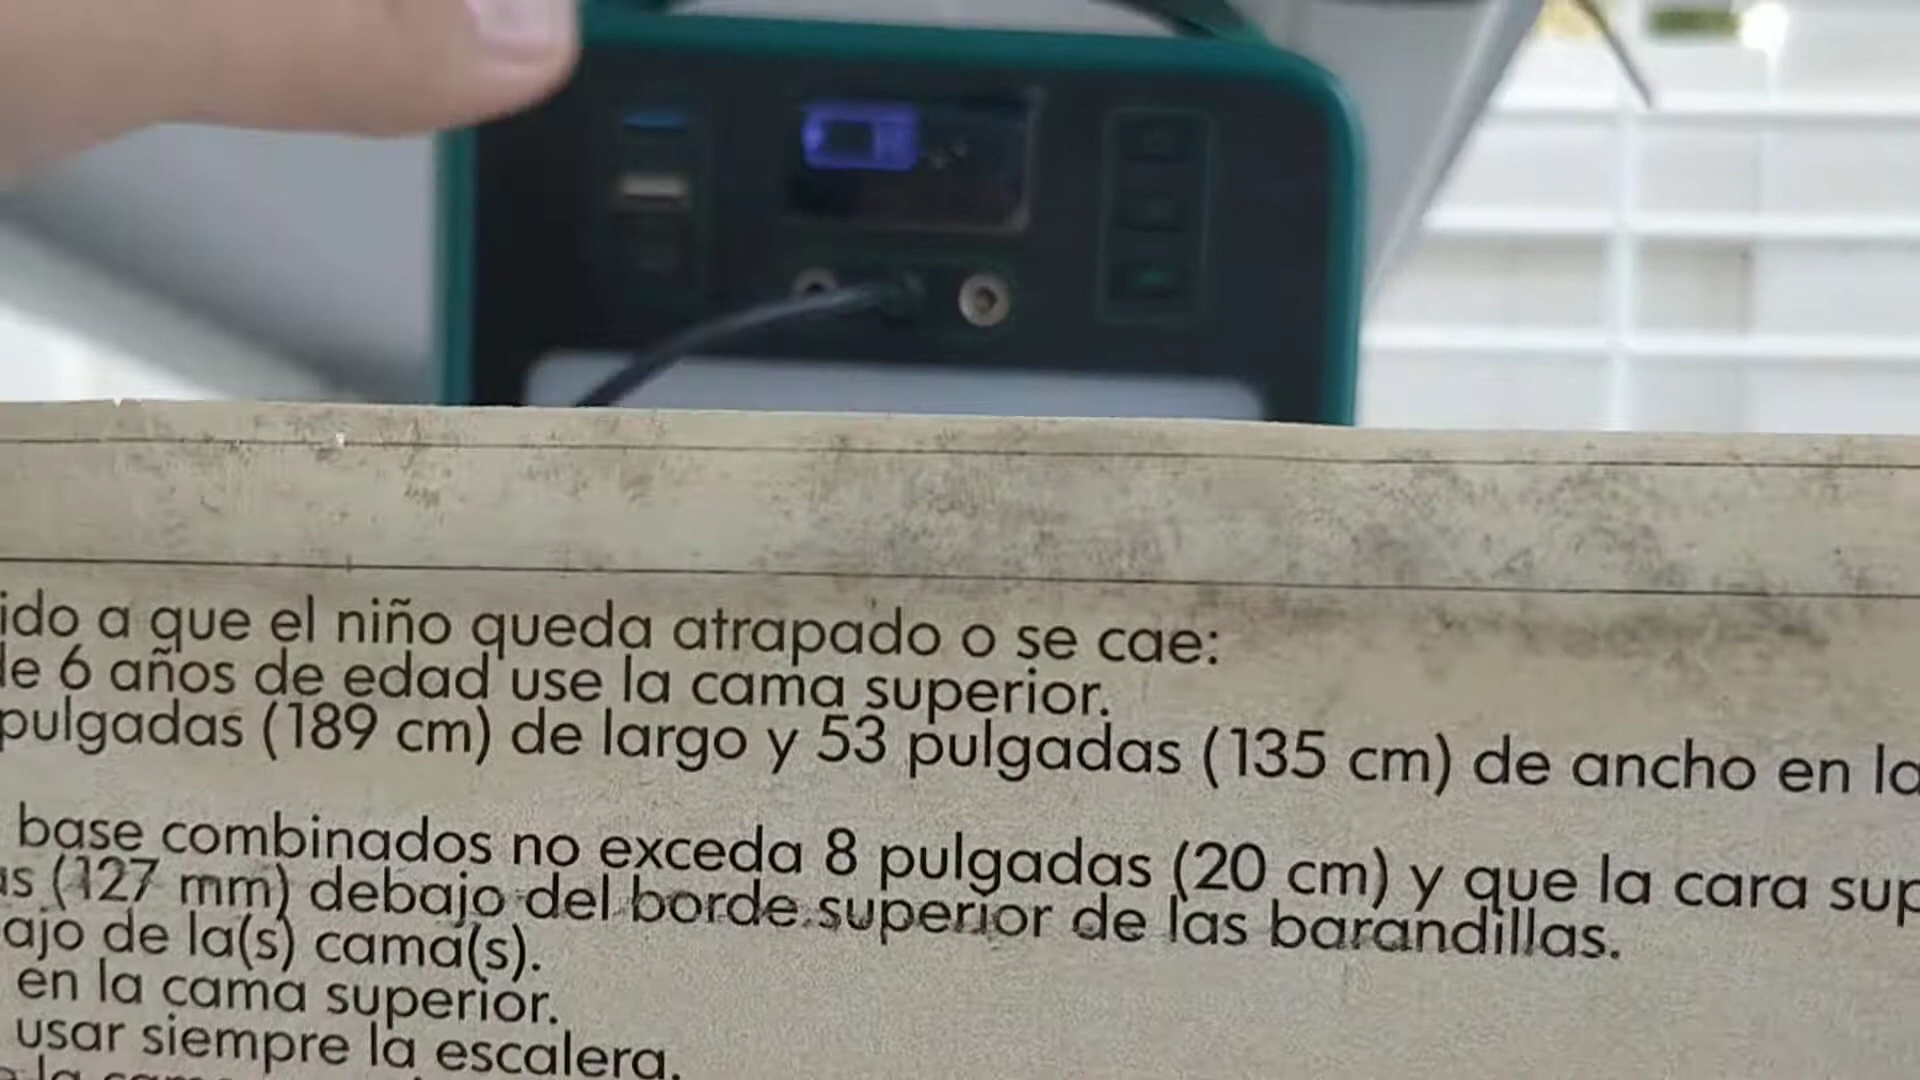 ido a que el niño queda atrapado o se cae:
de 6 años de edad use la cama superior.
pulgadas (189 cm) de largo y 53 pulgadas (135 cm) de ancho en la
base combinados no exceda 8 pulgadas (20 cm) y que la cara sup
as (127 mm) debajo del borde superior de las barandillas.
ajo de la(s) cama(s).
en la cama superior.
usar siempre la escalera.